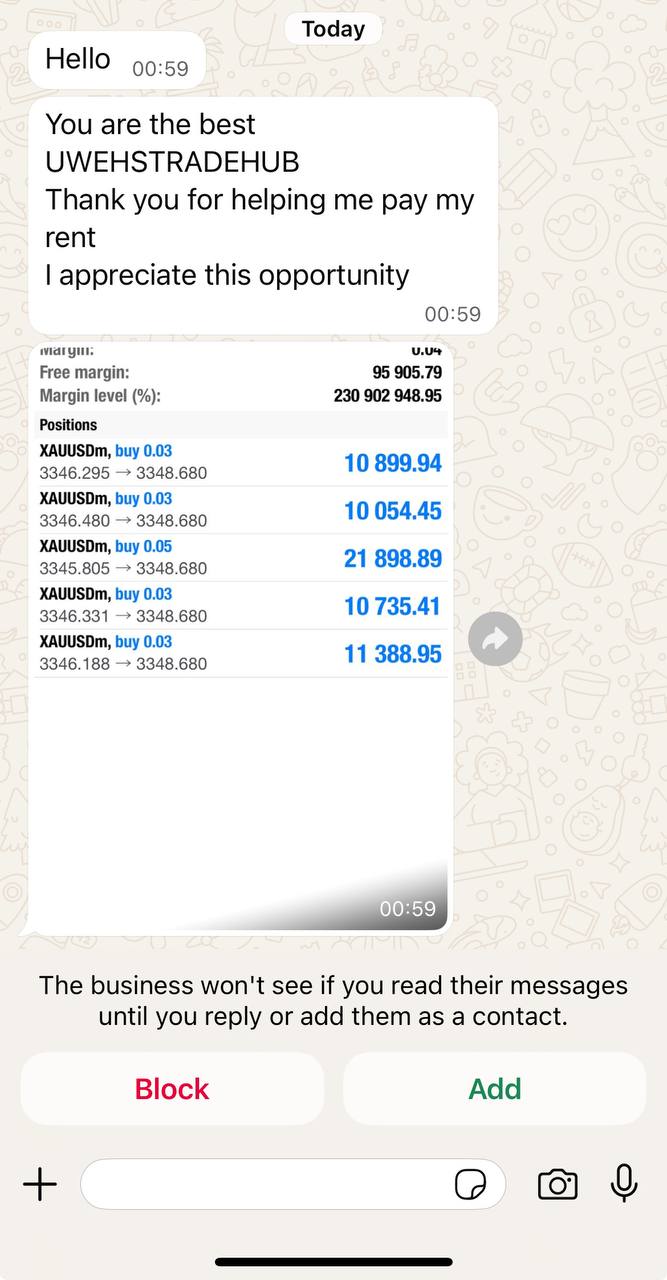 Today
Hello 00:59
You are the best
UWEHSTRADEHUB
Thank you for helping me pay my
rent
I appreciate this opportunity
00:59
Margin: 0.04
Free margin: 95 905.79
Margin level (%): 230 902 948.95
Positions
XAUUSDm, buy 0.03
3346.295 → 3348.680 10 899.94
XAUUSDm, buy 0.03
3346.480 → 3348.680 10 054.45
XAUUSDm, buy 0.05
3345.805 → 3348.680 21 898.89
XAUUSDm, buy 0.03
3346.331 → 3348.680 10 735.41
XAUUSDm, buy 0.03
3346.188 → 3348.680 11 388.95
00:59
The business won't see if you read their messages
until you reply or add them as a contact.
Block Add